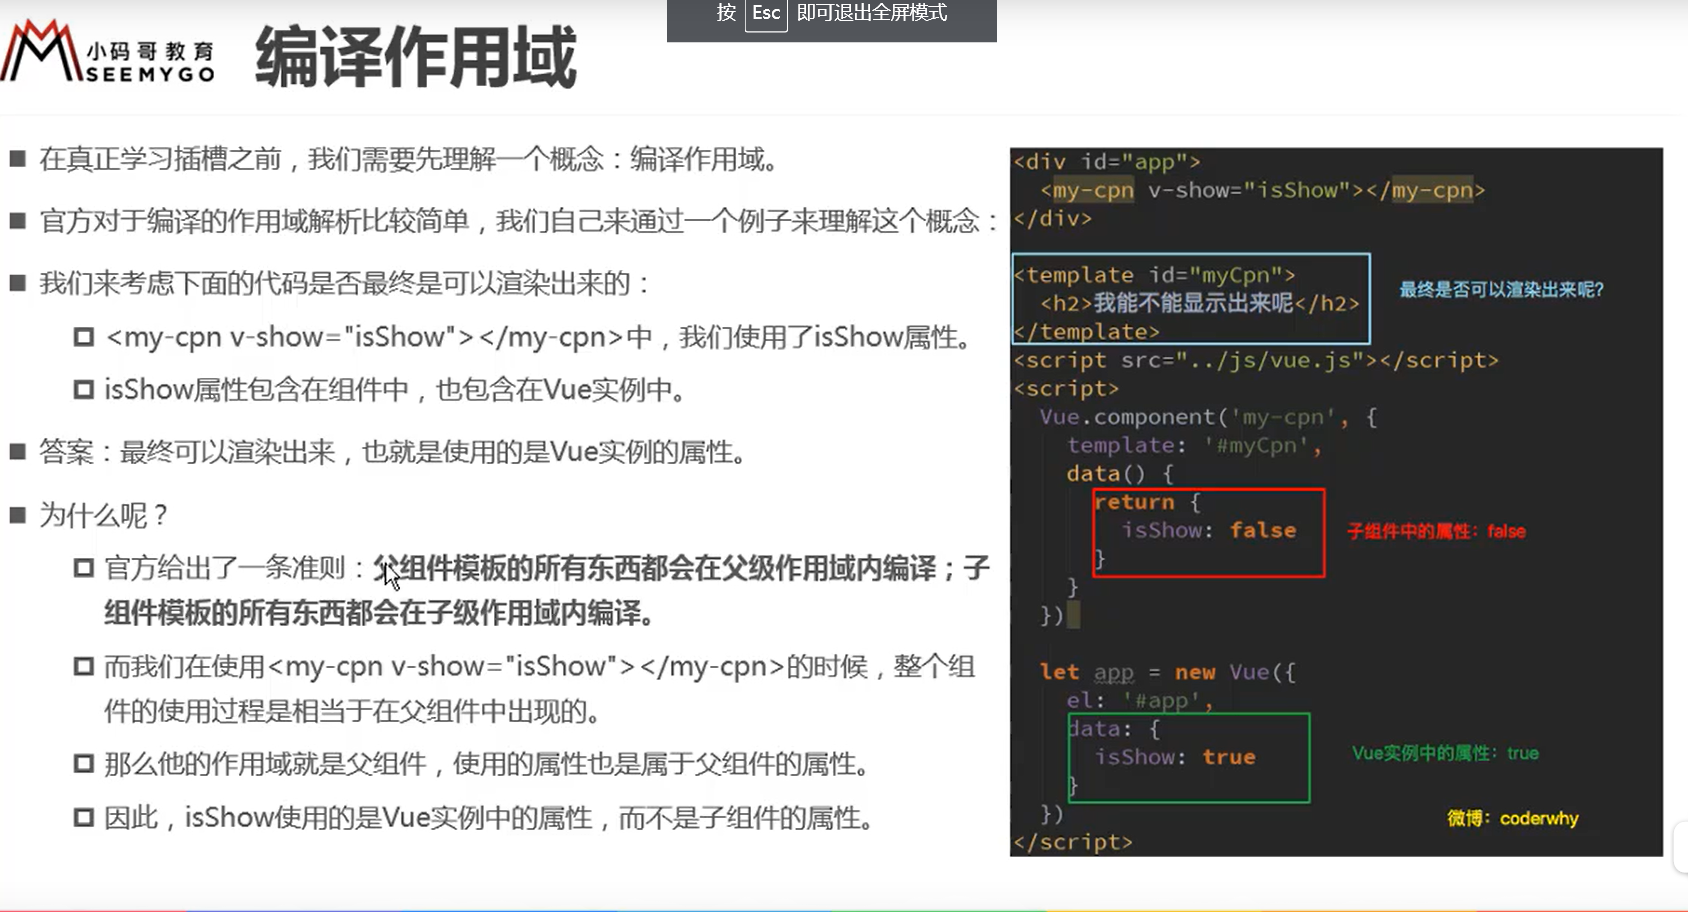 按 Esc 即可退出全屏模式
小码哥教育
SEEMYGO
编译作用域
在真正学习插槽之前，我们需要先理解一个概念：编译作用域。
官方对于编译的作用域解析比较简单，我们自己来通过一个例子来理解这个概念：
我们来考虑下面的代码是否最终是可以渲染出来的：
<my-cpn v-show="isShow"></my-cpn>中，我们使用了isShow属性。
isShow属性包含在组件中，也包含在Vue实例中。
答案：最终可以渲染出来，也就是使用的是Vue实例的属性。
为什么呢？
官方给出了一条准则：父组件模板的所有东西都会在父级作用域内编译；子
组件模板的所有东西都会在子级作用域内编译。
而我们在使用<my-cpn v-show="isShow"></my-cpn>的时候，整个组
件的使用过程是相当于在父组件中出现的。
那么他的作用域就是父组件，使用的属性也是属于父组件的属性。
因此，isShow使用的是Vue实例中的属性，而不是子组件的属性。
<div id="app">
<my-cpn v-show="isShow"></my-cpn>
</div>
<template id="myCpn">
<h2>我能不能显示出来呢</h2>
</template>
最终是否可以渲染出来呢?
<script src="../js/vue.js"></script>
<script>
Vue.component('my-cpn', {
template: '#myCpn',
data() {
return {
isShow: false
}
子组件中的属性：false
}
})
let app = new Vue({
el: '#app',
data: {
isShow: true
}
Vue实例中的属性：true
})
</script>
微博：coderwhy